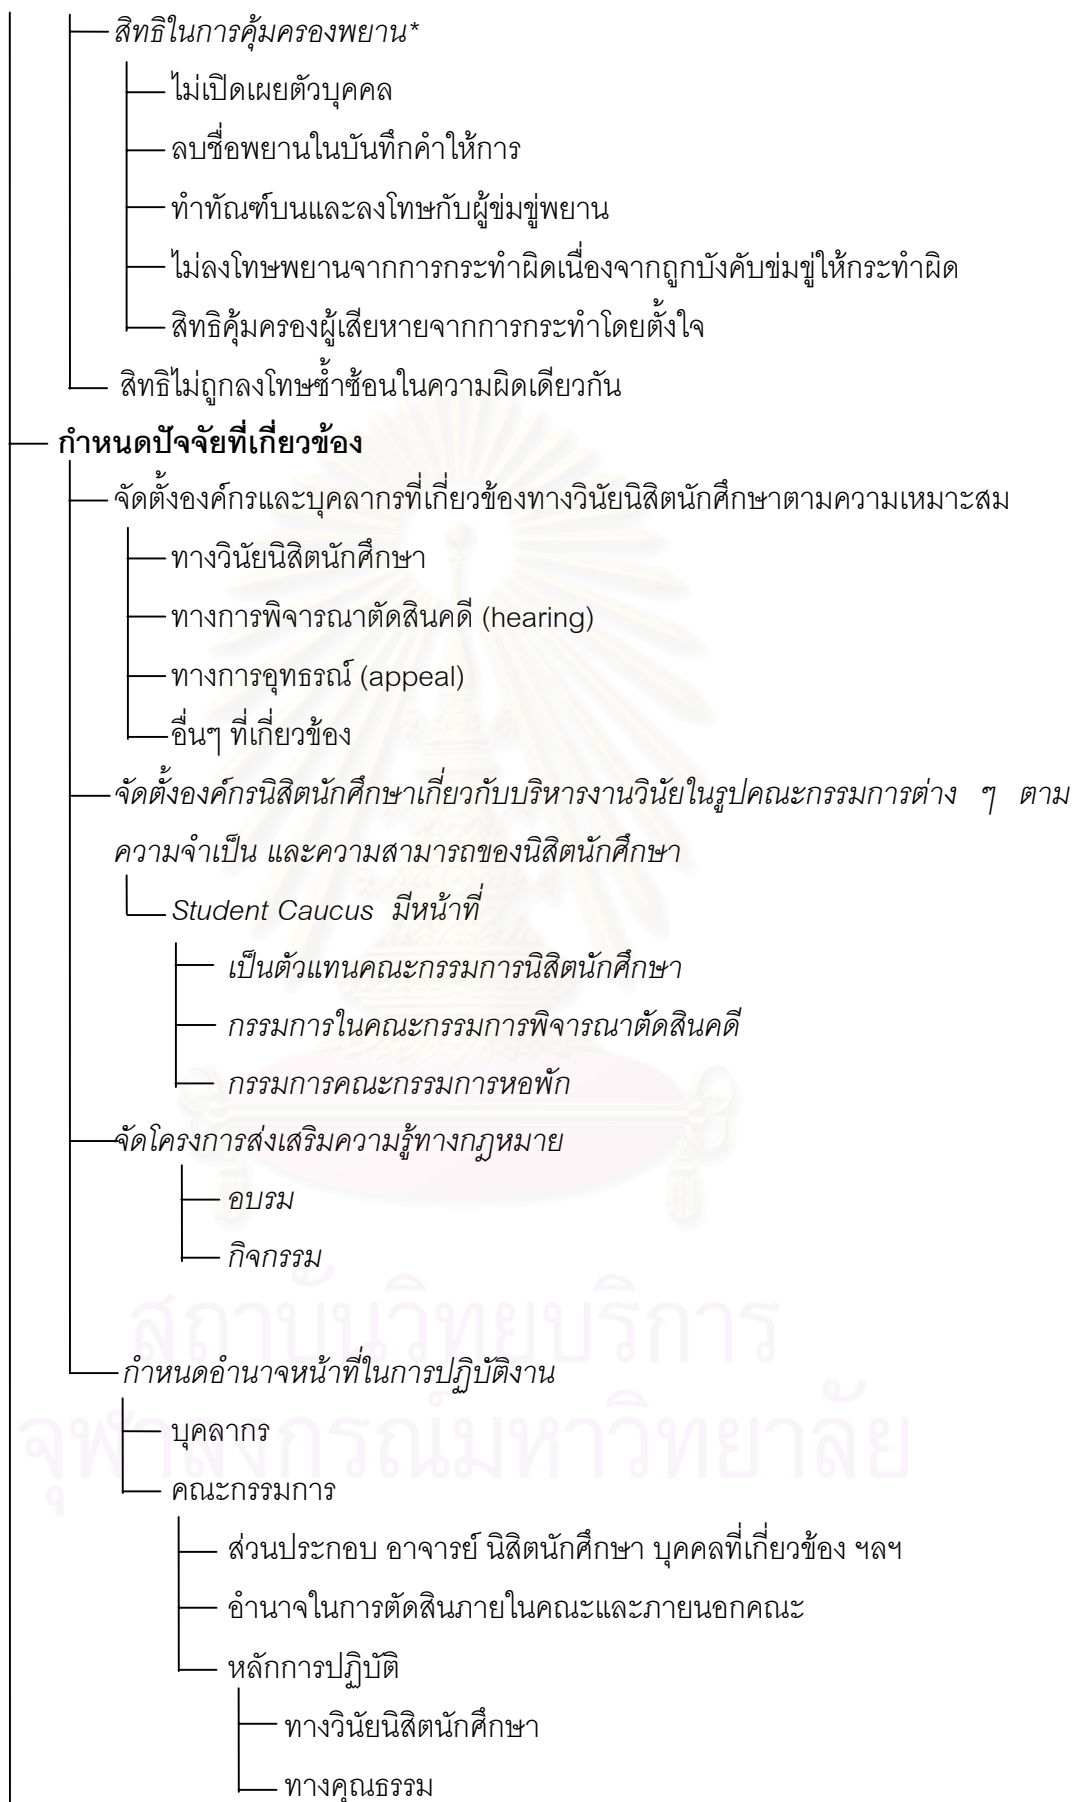 สิทธิในการคุ้มครองพยาน*
ไม่เปิดเผยตัวบุคคล
ลบชื่อพยานในบันทึกคำให้การ
ทำทัณฑ์บนและลงโทษกับผู้ข่มขู่พยาน
ไม่ลงโทษพยานจากการกระทำผิดเนื่องจากถูกบังคับข่มขู่ให้กระทำผิด
สิทธิคุ้มครองผู้เสียหายจากการกระทำโดยตั้งใจ
สิทธิไม่ถูกลงโทษซ้ำซ้อนในความผิดเดียวกัน
กำหนดปัจจัยที่เกี่ยวข้อง
จัดตั้งองค์กรและบุคลากรที่เกี่ยวข้องทางวินัยนิสิตนักศึกษาตามความเหมาะสม
ทางวินัยนิสิตนักศึกษา
ทางการพิจารณาตัดสินคดี (hearing)
ทางการอุทธรณ์ (appeal)
อื่นๆ ที่เกี่ยวข้อง
จัดตั้งองค์กรนิสิตนักศึกษาเกี่ยวกับบริหารงานวินัยในรูปคณะกรรมการต่าง ๆ ตาม
ความจำเป็น และความสามารถของนิสิตนักศึกษา
Student Caucus มีหน้าที่
เป็นตัวแทนคณะกรรมการนิสิตนักศึกษา
กรรมการในคณะกรรมการพิจารณาตัดสินคดี
กรรมการคณะกรรมการหอพัก
จัดโครงการส่งเสริมความรู้ทางกฎหมาย
อบรม
กิจกรรม
สถาบันวิทยบริการ
กำหนดอำนาจหน้าที่ในการปฏิบัติงาน
จุฬาลงกรณ์มหาวิทยาลัย
บุคลากร
คณะกรรมการ
ส่วนประกอบ อาจารย์ นิสิตนักศึกษา บุคคลที่เกี่ยวข้อง ฯลฯ
อำนาจในการตัดสินภายในคณะและภายนอกคณะ
หลักการปฏิบัติ
ทางวินัยนิสิตนักศึกษา
ทางคุณธรรม